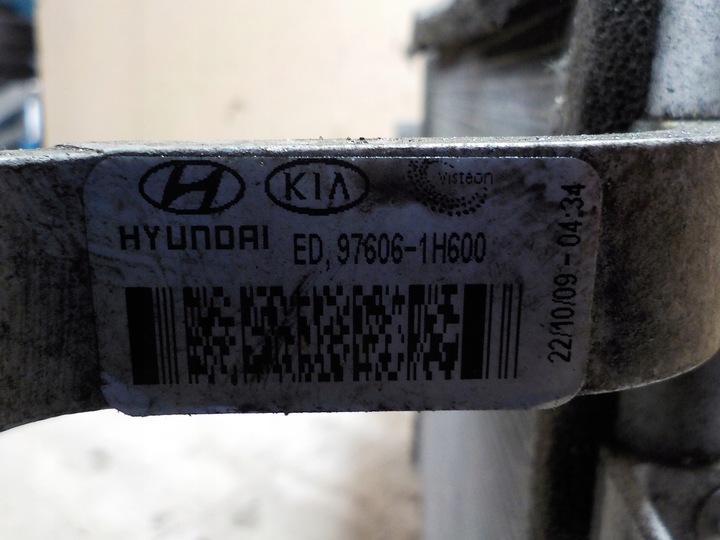 KIA
Visteon
HYUNDAI
ED, 97606-1H600
22/10/09 - 04:34